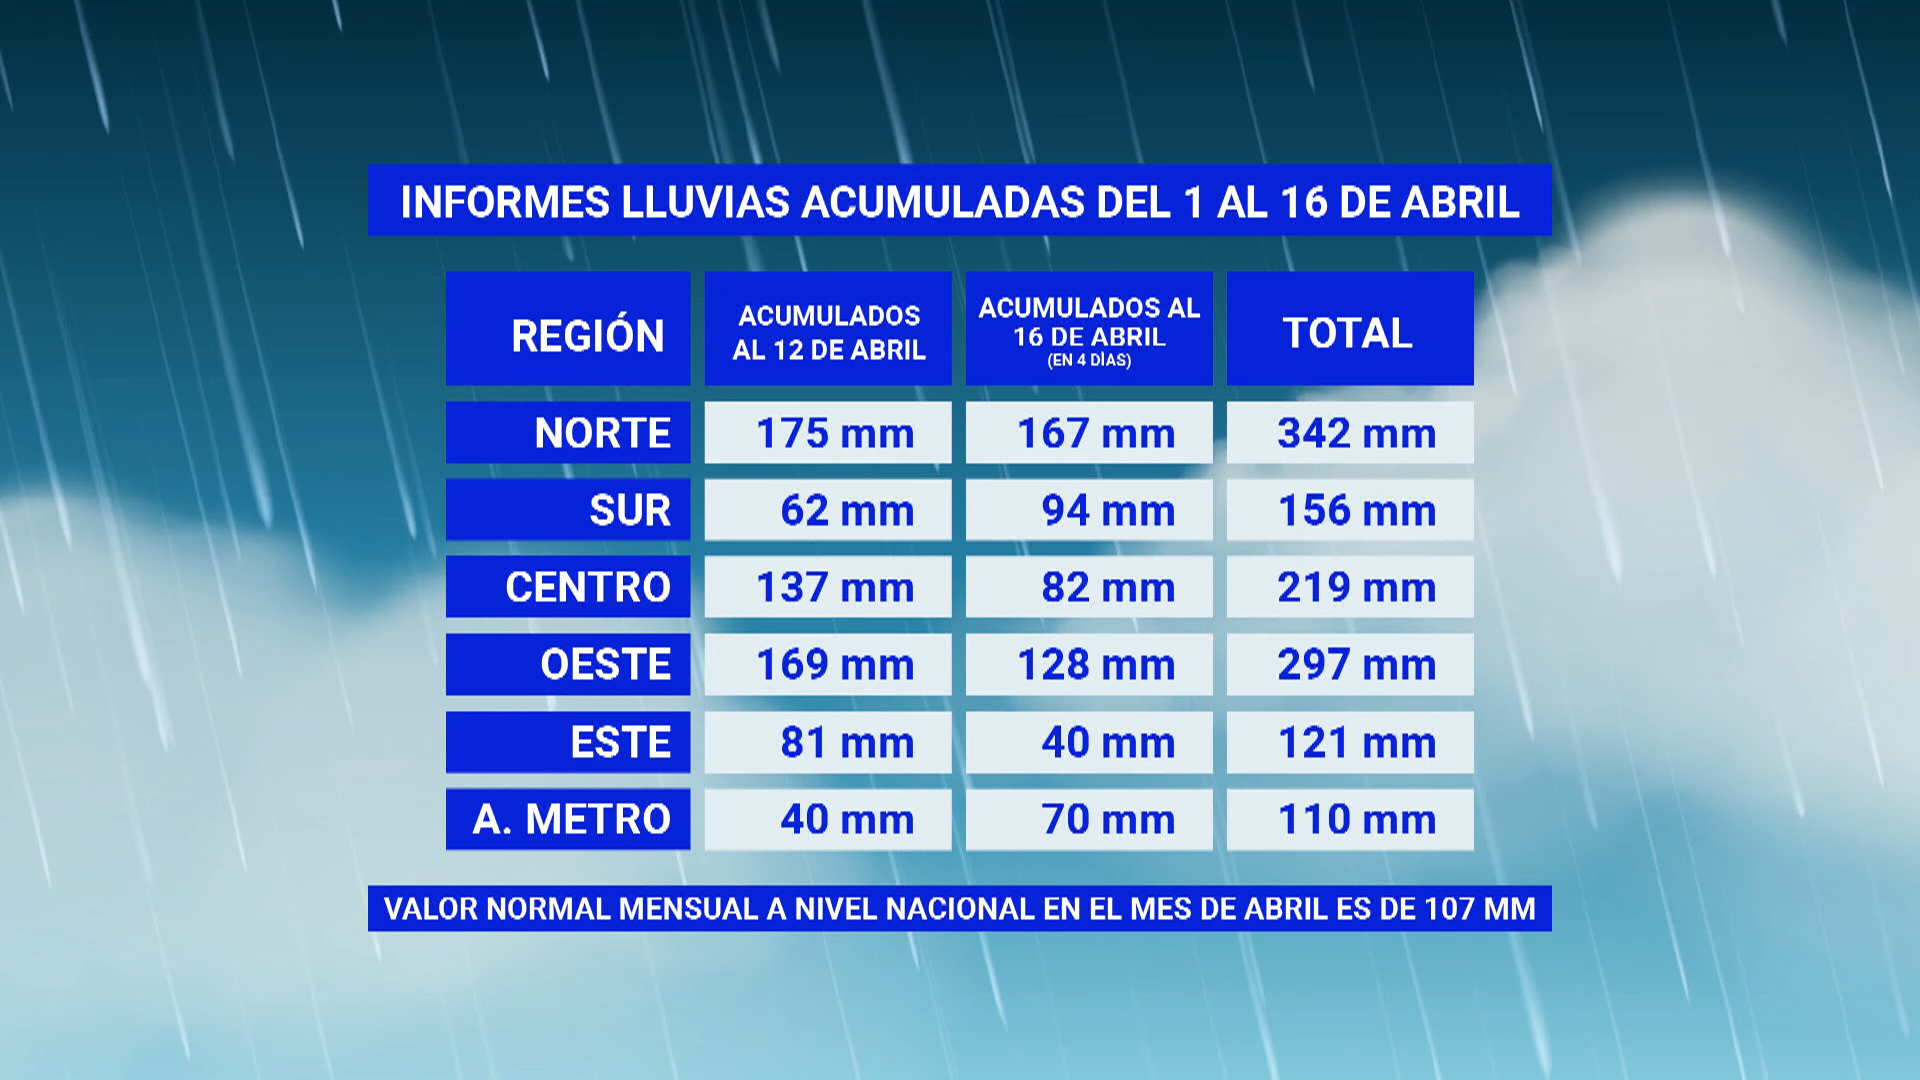 INFORMES LLUVIAS ACUMULADAS DEL 1 AL 16 DE ABRIL
REGIÓN
ACUMULADOS
AL 12 DE ABRIL
ACUMULADOS AL
16 DE ABRIL
(EN 4 DÍAS)
TOTAL
NORTE 175 mm 167 mm 342 mm
SUR 62 mm 94 mm 156 mm
CENTRO 137 mm 82 mm 219 mm
OESTE 169 mm 128 mm 297 mm
ESTE 81 mm 40 mm 121 mm
A. METRO 40 mm 70 mm 110 mm
VALOR NORMAL MENSUAL A NIVEL NACIONAL EN EL MES DE ABRIL ES DE 107 MM